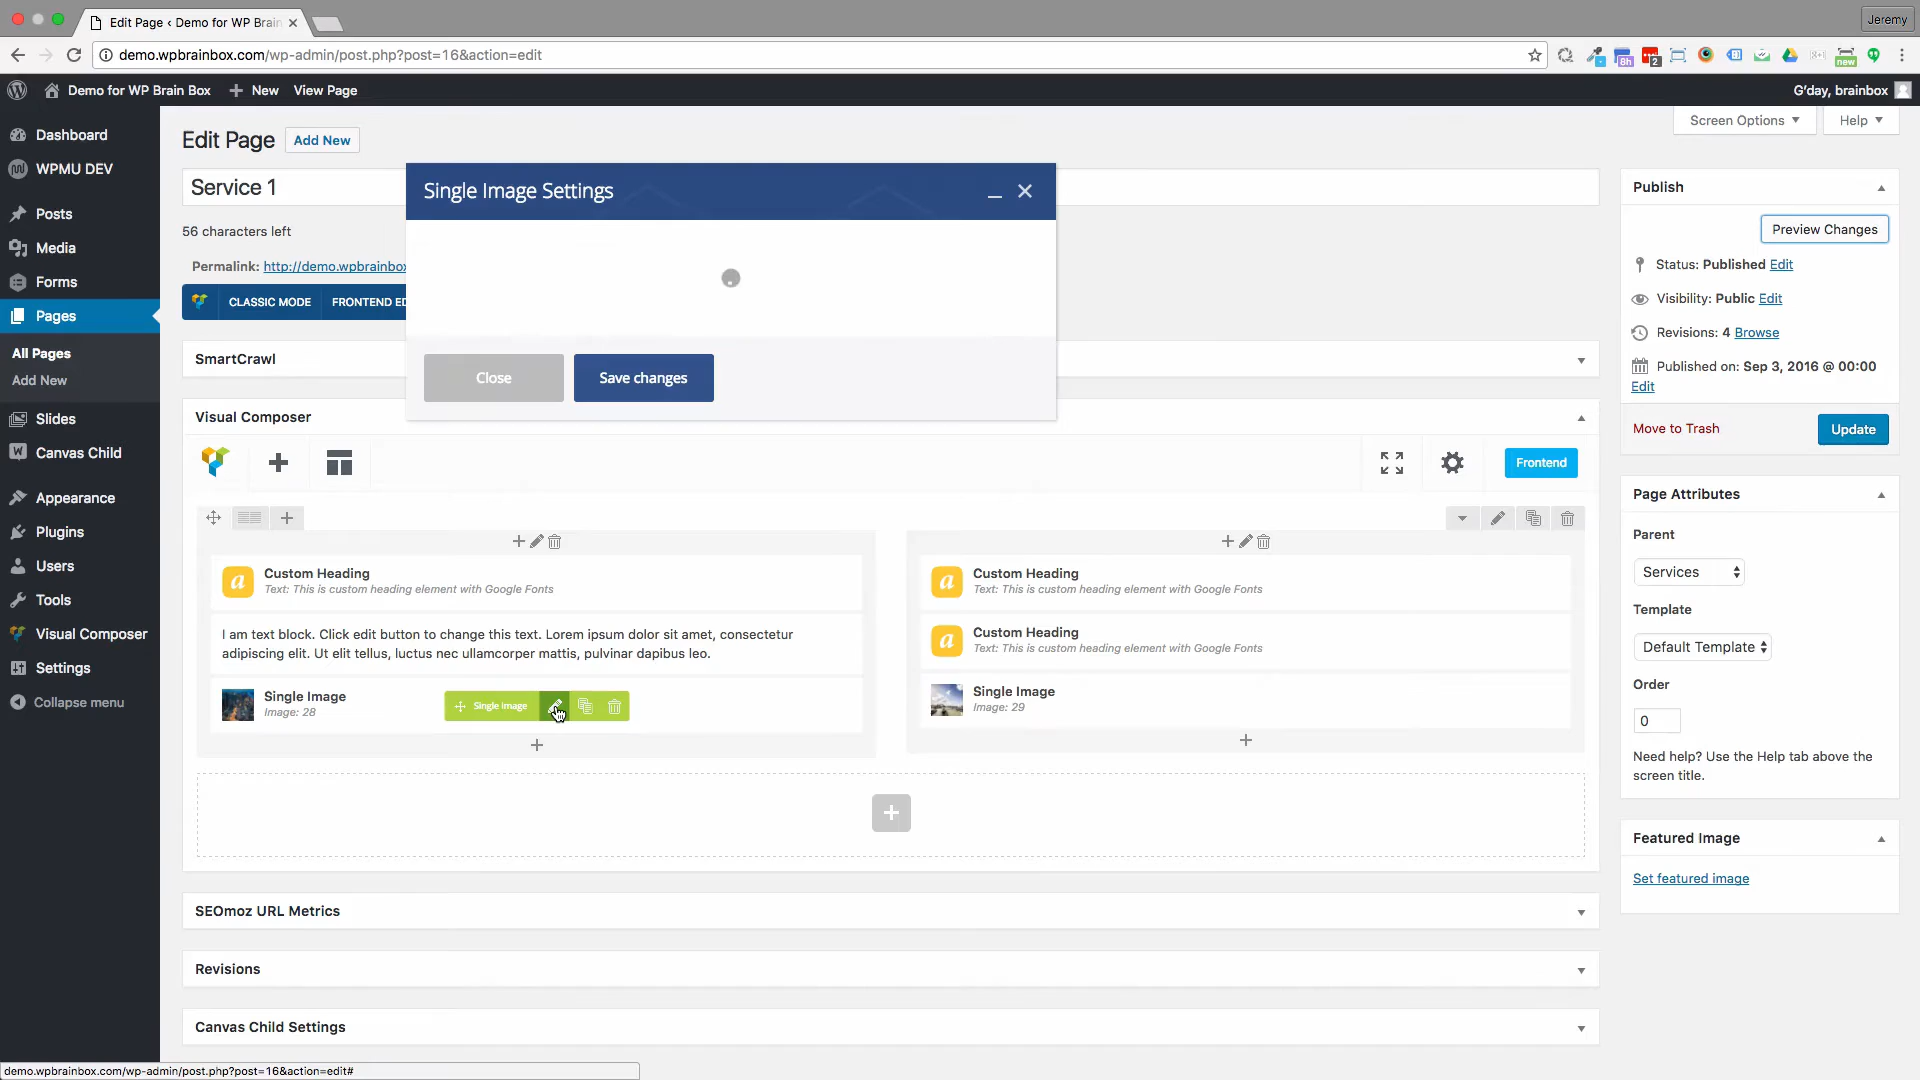 Edit Page ‹ Demo for WP Brain
Jeremy
demo.wpbrainbox.com/wp-admin/post.php?post=16&action=edit
8h
2
new
Demo for WP Brain Box
New
View Page
G'day, brainbox
Dashboard
WPMU DEV
Posts
Media
Forms
Pages
All Pages
Add New
Slides
Canvas Child
Appearance
Plugins
Users
Tools
Visual Composer
Settings
Collapse menu
Screen Options
Help
Edit Page
Add New
Service 1
56 characters left
Permalink: http://demo.wpbrainbox
CLASSIC MODE
FRONTEND ED
Single Image Settings
Close
Save changes
SmartCrawl
Visual Composer
Frontend
Custom Heading
Text: This is custom heading element with Google Fonts
I am text block. Click edit button to change this text. Lorem ipsum dolor sit amet, consectetur
adipiscing elit. Ut elit tellus, luctus nec ullamcorper mattis, pulvinar dapibus leo.
Single Image
Image: 28
Single Image
Custom Heading
Text: This is custom heading element with Google Fonts
Custom Heading
Text: This is custom heading element with Google Fonts
Single Image
Image: 29
SEOmoz URL Metrics
Revisions
Canvas Child Settings
Publish
Preview Changes
Status: Published Edit
Visibility: Public Edit
Revisions: 4 Browse
Published on: Sep 3, 2016 @ 00:00
Edit
Move to Trash
Update
Page Attributes
Parent
Services
Template
Default Template
Order
0
Need help? Use the Help tab above the
screen title.
Featured Image
Set featured image
demo.wpbrainbox.com/wp-admin/post.php?post=16&action=edit#